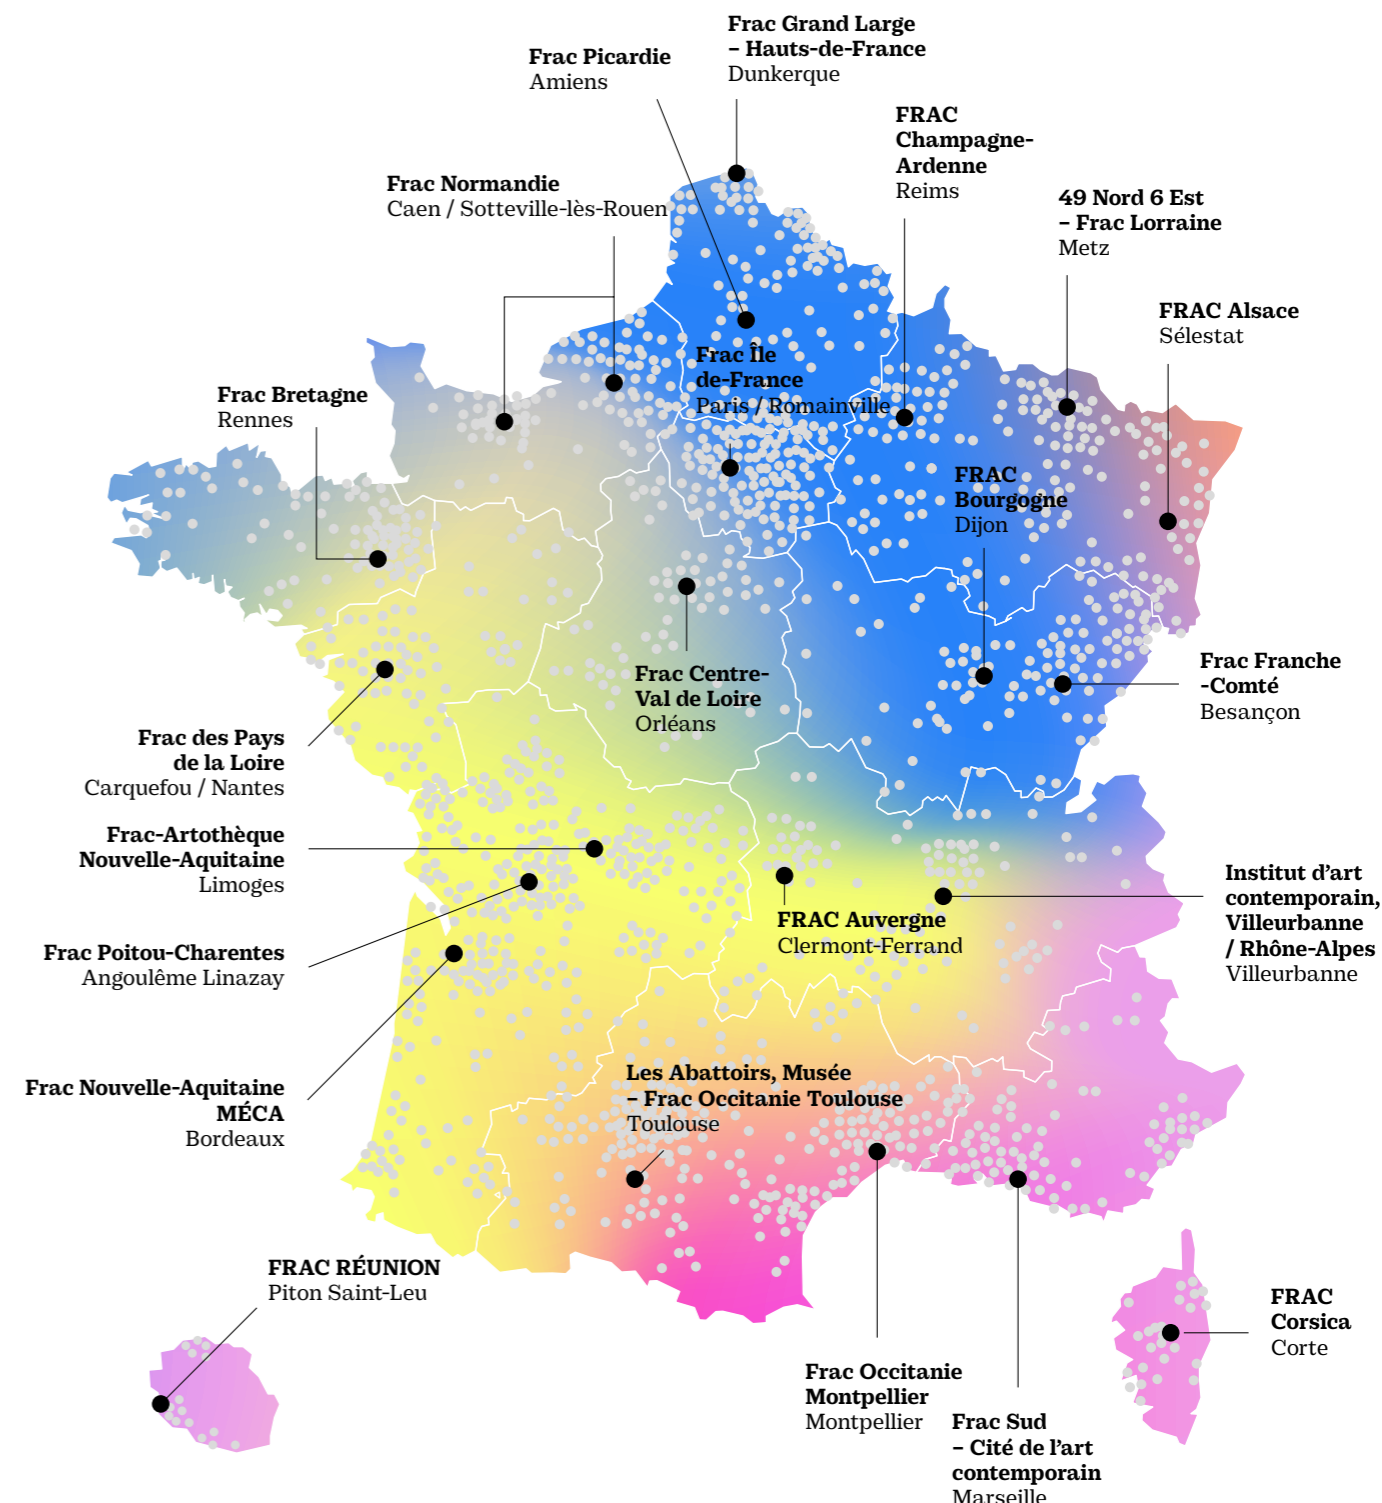 Frac Grand Large
– Hauts-de-France
Dunkerque
Frac Picardie
Amiens
FRAC
Champagne-
Ardenne
Reims
Frac Normandie
Caen / Sotteville-lès-Rouen
49 Nord 6 Est
– Frac Lorraine
Metz
FRAC Alsace
Sélestat
Frac Île
de-France
Paris / Romainville
Frac Bretagne
Rennes
FRAC
Bourgogne
Dijon
Frac Centre-
Val de Loire
Orléans
Frac Franche
-Comté
Besançon
Frac des Pays
de la Loire
Carquefou / Nantes
Frac-Artothèque
Nouvelle-Aquitaine
Limoges
Institut d’art
contemporain,
Villeurbanne
/ Rhône-Alpes
Villeurbanne
FRAC Auvergne
Clermont-Ferrand
Frac Poitou-Charentes
Angoulême Linazay
Frac Nouvelle-Aquitaine
MÉCA
Bordeaux
Les Abattoirs, Musée
– Frac Occitanie Toulouse
Toulouse
FRAC RÉUNION
Piton Saint-Leu
FRAC
Corsica
Corte
Frac Occitanie
Montpellier
Montpellier
Frac Sud
– Cité de l’art
contemporain
Marseille